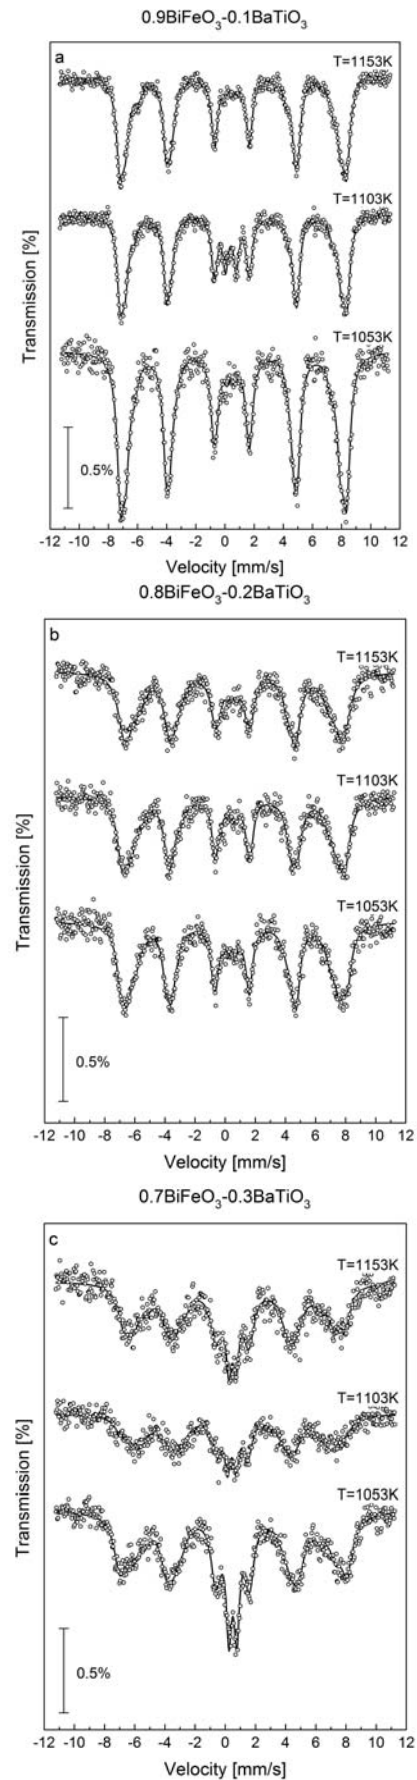 0.9BiFeO₃-0.1BaTiO₃
a
T=1153K
T=1103K
T=1053K
0.5%
Transmission [%]
-12 -10 -8 -6 -4 -2 0 2 4 6 8 10 12
Velocity [mm/s]
0.8BiFeO₃-0.2BaTiO₃
b
T=1153K
T=1103K
T=1053K
0.5%
Transmission [%]
-12 -10 -8 -6 -4 -2 0 2 4 6 8 10 12
Velocity [mm/s]
0.7BiFeO₃-0.3BaTiO₃
c
T=1153K
T=1103K
T=1053K
0.5%
Transmission [%]
-12 -10 -8 -6 -4 -2 0 2 4 6 8 10 12
Velocity [mm/s]